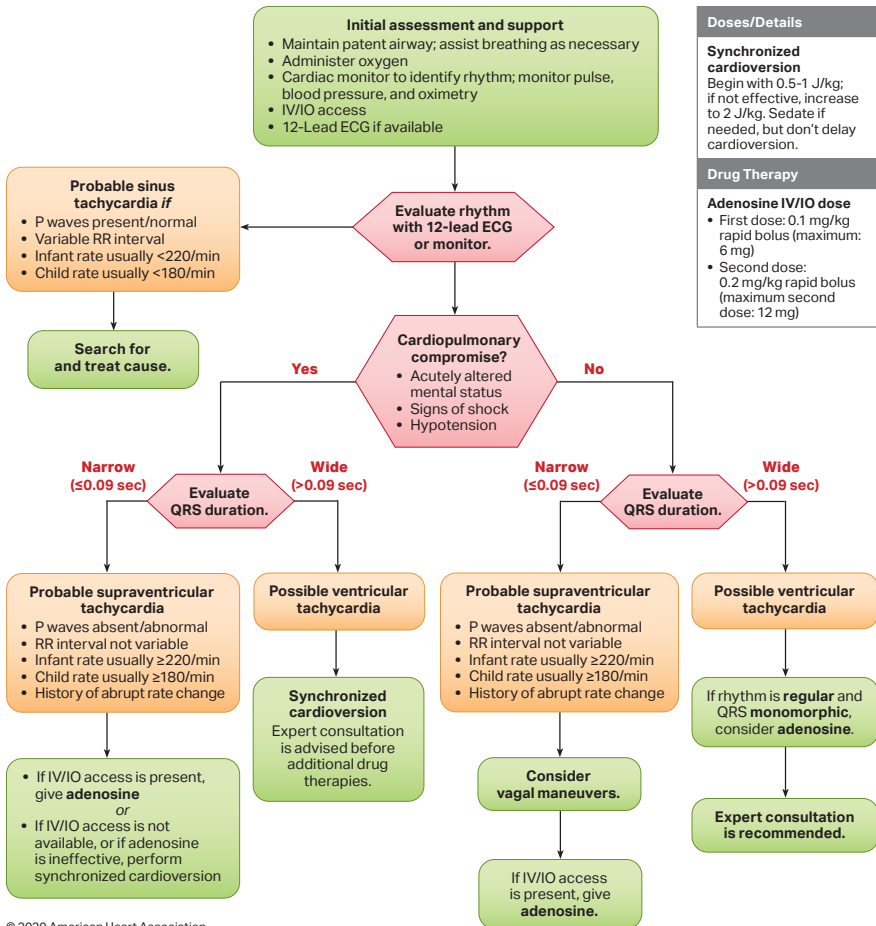 Initial assessment and support
• Maintain patent airway; assist breathing as necessary
• Administer oxygen
• Cardiac monitor to identify rhythm; monitor pulse,
blood pressure, and oximetry
• IV/IO access
• 12-Lead ECG if available
Doses/Details
Synchronized
cardioversion
Begin with 0.5-1 J/kg;
if not effective, increase
to 2 J/kg. Sedate if
needed, but don't delay
cardioversion.
Drug Therapy
Adenosine IV/IO dose
• First dose: 0.1 mg/kg
rapid bolus (maximum:
6 mg)
• Second dose:
0.2 mg/kg rapid bolus
(maximum second
dose: 12 mg)
Probable sinus
tachycardia if
• P waves present/normal
• Variable RR interval
• Infant rate usually <220/min
• Child rate usually <180/min
Evaluate rhythm
with 12-lead ECG
or monitor.
Search for
and treat cause.
Cardiopulmonary
compromise?
• Acutely altered
mental status
• Signs of shock
• Hypotension
Yes
No
Narrow
(≤0.09 sec)
Evaluate
QRS duration.
Wide
(>0.09 sec)
Narrow
(≤0.09 sec)
Evaluate
QRS duration.
Wide
(>0.09 sec)
Probable supraventricular
tachycardia
• P waves absent/abnormal
• RR interval not variable
• Infant rate usually ≥220/min
• Child rate usually ≥180/min
• History of abrupt rate change
Possible ventricular
tachycardia
Probable supraventricular
tachycardia
• P waves absent/abnormal
• RR interval not variable
• Infant rate usually ≥220/min
• Child rate usually ≥180/min
• History of abrupt rate change
Possible ventricular
tachycardia
• If IV/IO access is present,
give adenosine
or
• If IV/IO access is not
available, or if adenosine
is ineffective, perform
synchronized cardioversion
Synchronized
cardioversion
Expert consultation
is advised before
additional drug
therapies.
Consider
vagal maneuvers.
If IV/IO access
is present, give
adenosine.
If rhythm is regular and
QRS monomorphic,
consider adenosine.
Expert consultation
is recommended.
© 2020 American Heart Association